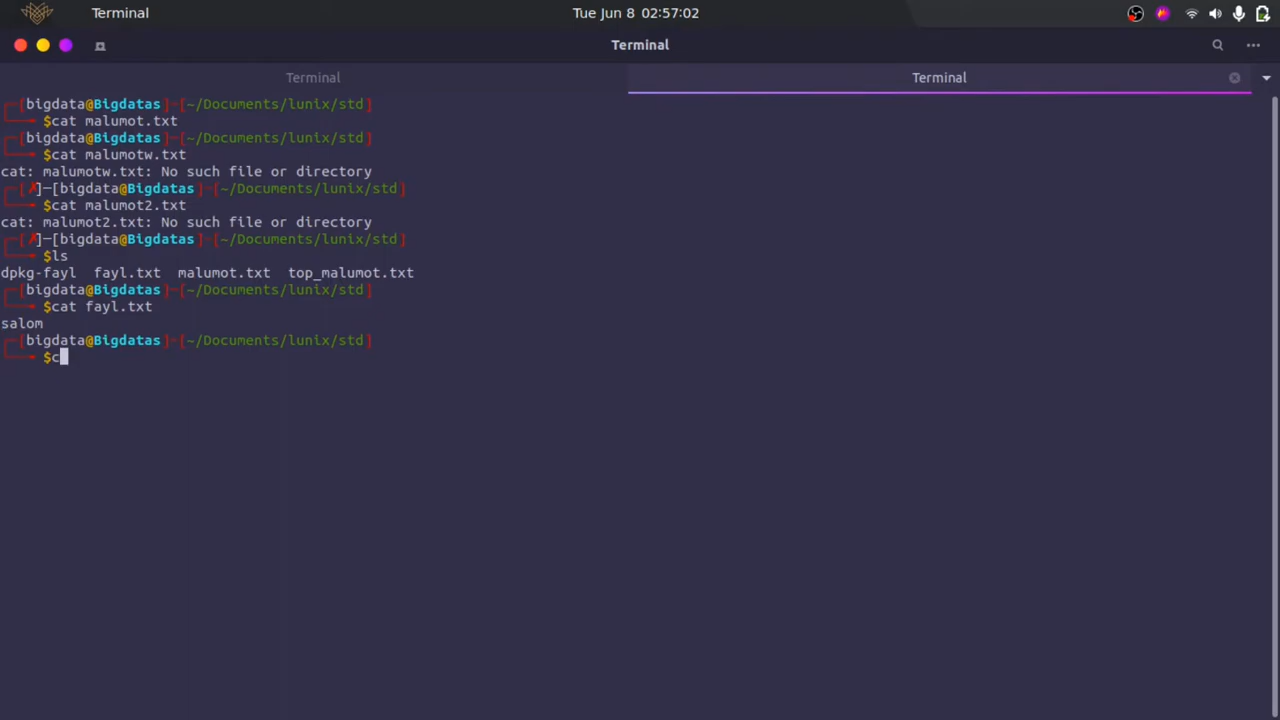 Terminal
Tue Jun 8 02:57:02
Terminal
Terminal
Terminal
[bigdata@Bigdatas]─[~/Documents/lunix/std]
$cat malumot.txt
[bigdata@Bigdatas]─[~/Documents/lunix/std]
$cat malumotw.txt
cat: malumotw.txt: No such file or directory
[✗]─[bigdata@Bigdatas]─[~/Documents/lunix/std]
$cat malumot2.txt
cat: malumot2.txt: No such file or directory
[✗]─[bigdata@Bigdatas]─[~/Documents/lunix/std]
$ls
dpkg-fayl  fayl.txt  malumot.txt  top_malumot.txt
[bigdata@Bigdatas]─[~/Documents/lunix/std]
$cat fayl.txt
salom
[bigdata@Bigdatas]─[~/Documents/lunix/std]
$c